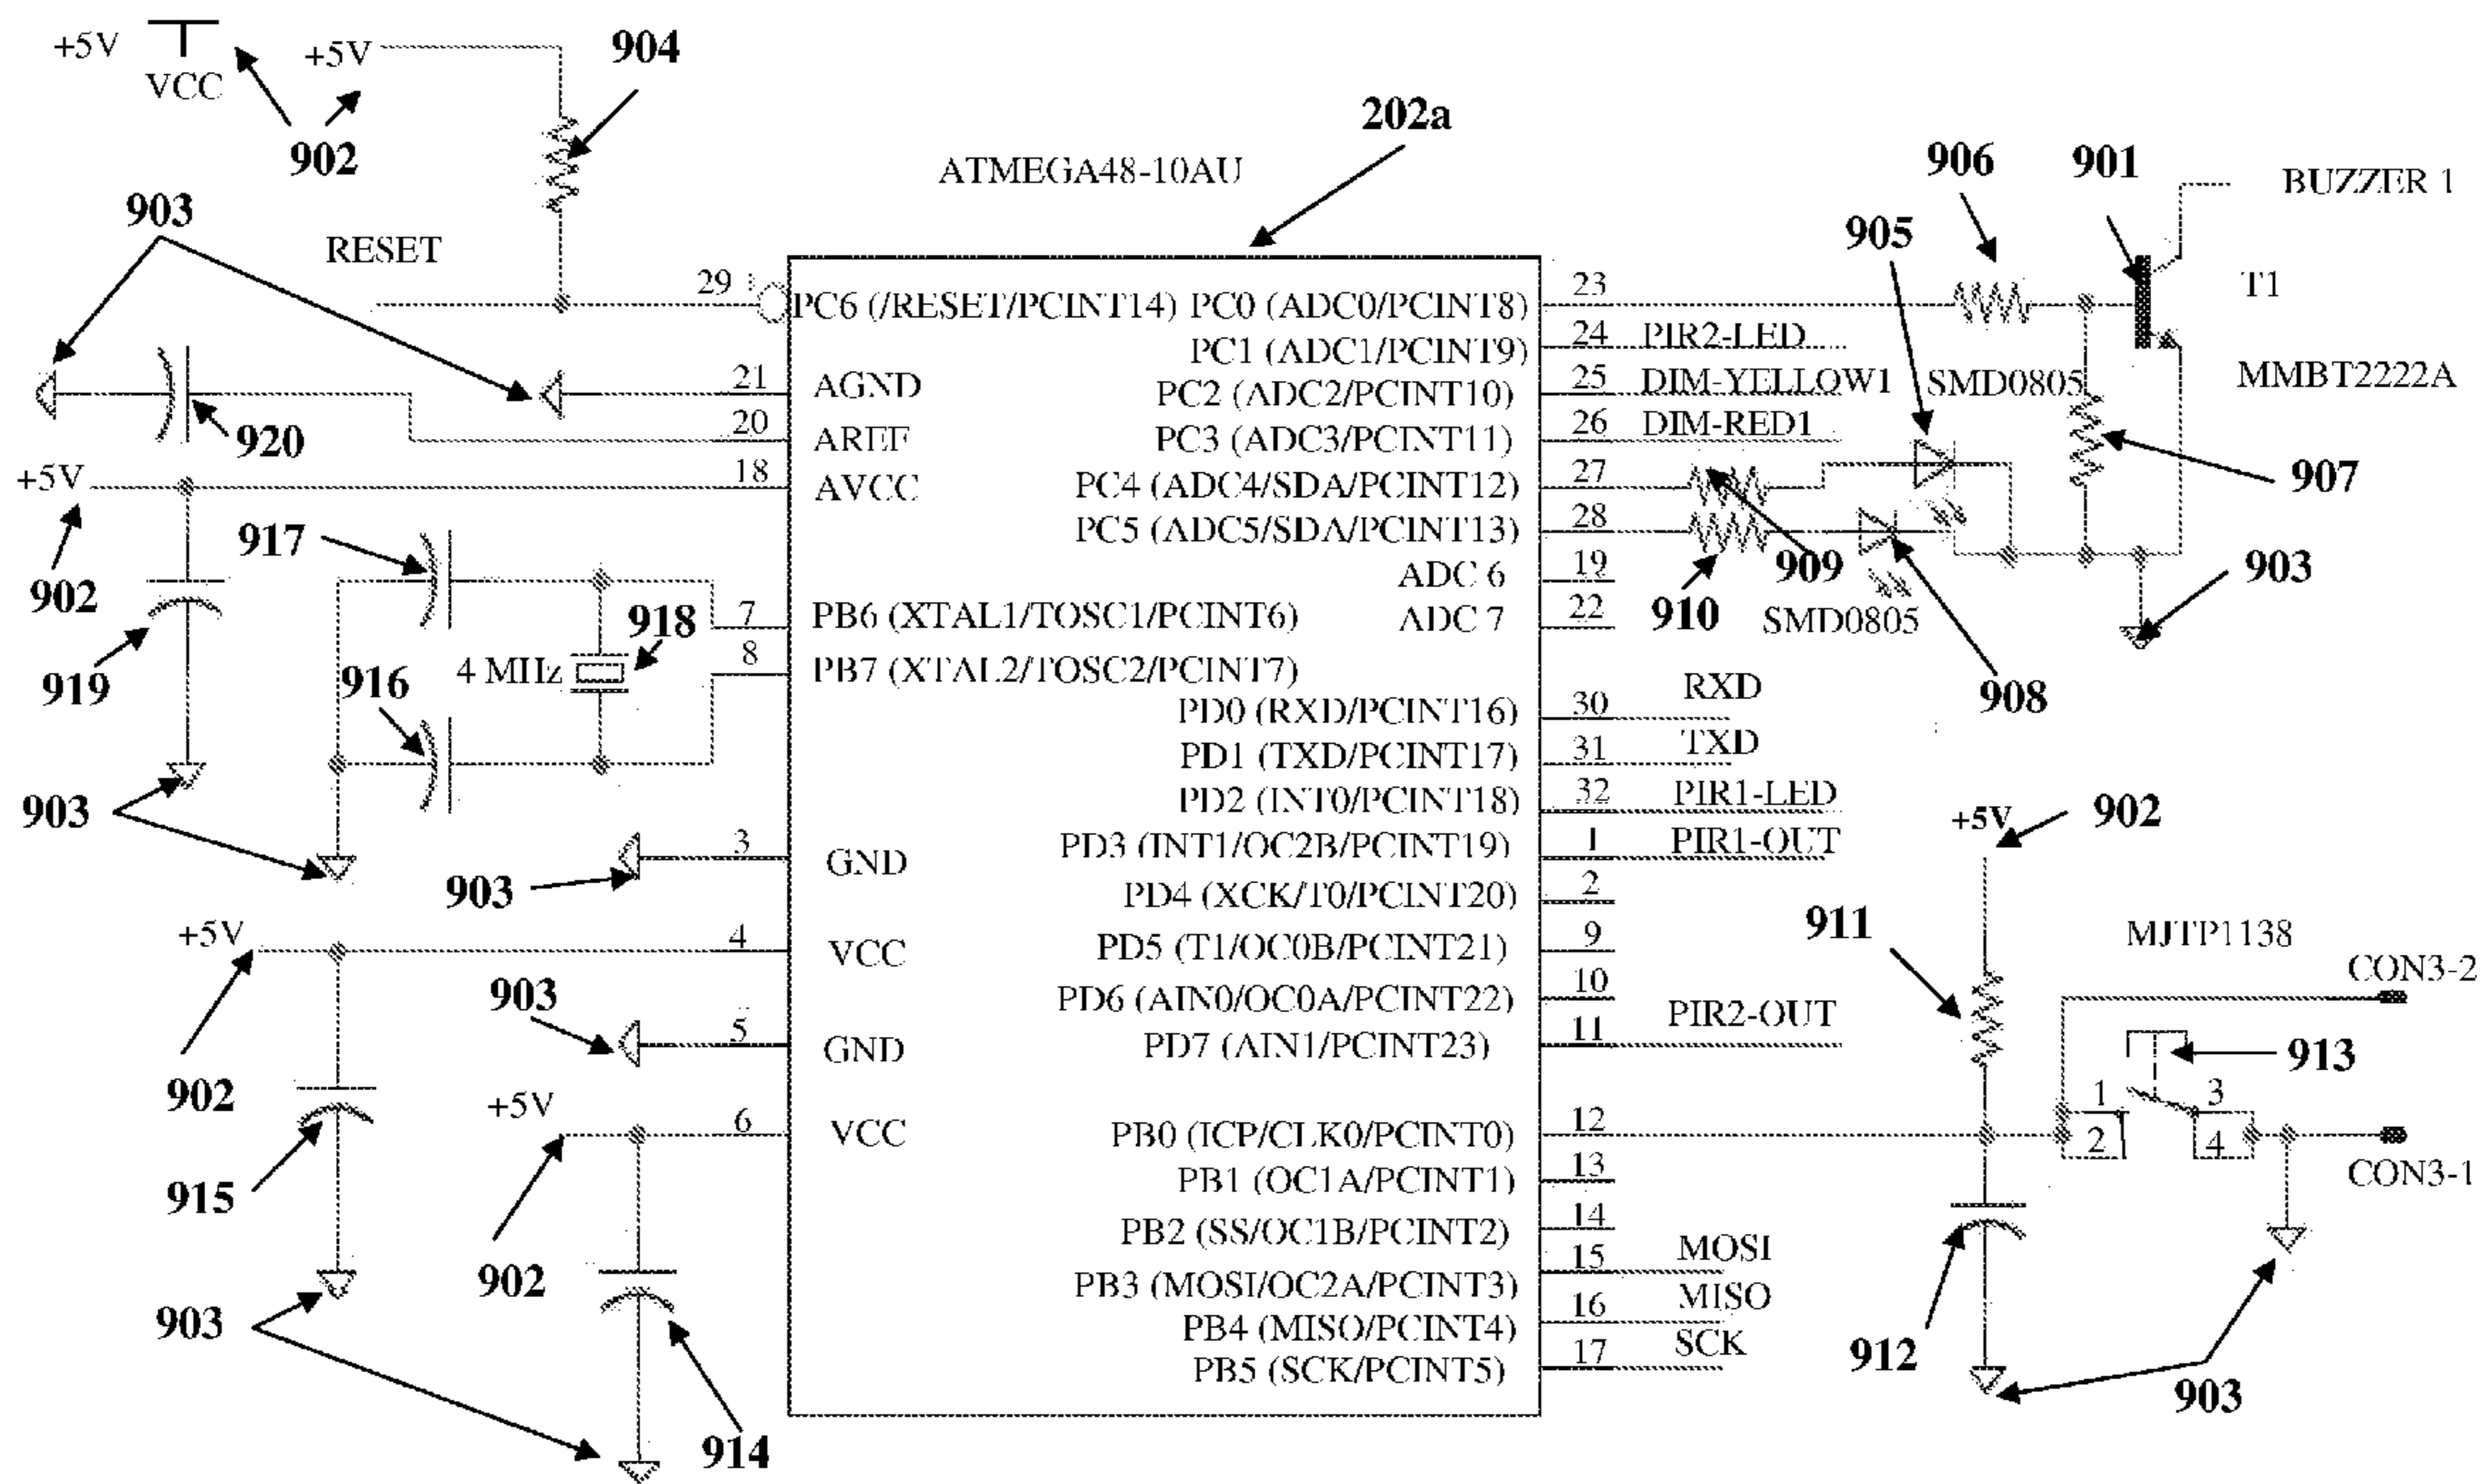 +5V
VCC
+5V
902
904
903
RESET
ATMEGA48-10AU
202a
906
901
BUZZER 1
905
T1
MMBT2222A
SMD0805
907
29
PC6 (/RESET/PCINT14)
21
AGND
20
AREF
920
+5V
18
AVCC
902
917
919
7
PB6 (XTAL1/TOSC1/PCINT6)
918
4 MHz
8
PB7 (XTAL2/TOSC2/PCINT7)
916
903
3
GND
903
+5V
4
VCC
902
903
5
GND
+5V
6
VCC
915
902
903
914
PC0 (ADC0/PCINT8)
23
PC1 (ADC1/PCINT9)
24
PIR2-LED
PC2 (ADC2/PCINT10)
25
DIM-YELLOW1
PC3 (ADC3/PCINT11)
26
DIM-RED1
PC4 (ADC4/SDA/PCINT12)
27
PC5 (ADC5/SDA/PCINT13)
28
909
910
SMD0805
908
903
ADC 6
19
ADC 7
22
PD0 (RXD/PCINT16)
30
RXD
PD1 (TXD/PCINT17)
31
TXD
PD2 (INT0/PCINT18)
32
PIR1-LED
PD3 (INT1/OC2B/PCINT19)
1
PIR1-OUT
PD4 (XCK/T0/PCINT20)
2
PD5 (T1/OC0B/PCINT21)
9
PD6 (AIN0/OC0A/PCINT22)
10
PD7 (AIN1/PCINT23)
11
PIR2-OUT
+5V
902
911
MJTP1138
CON3-2
913
1
3
2
4
CON3-1
PB0 (ICP/CLK0/PCINT0)
12
PB1 (OC1A/PCINT1)
13
PB2 (SS/OC1B/PCINT2)
14
PB3 (MOSI/OC2A/PCINT3)
15
MOSI
PB4 (MISO/PCINT4)
16
MISO
PB5 (SCK/PCINT5)
17
SCK
912
903